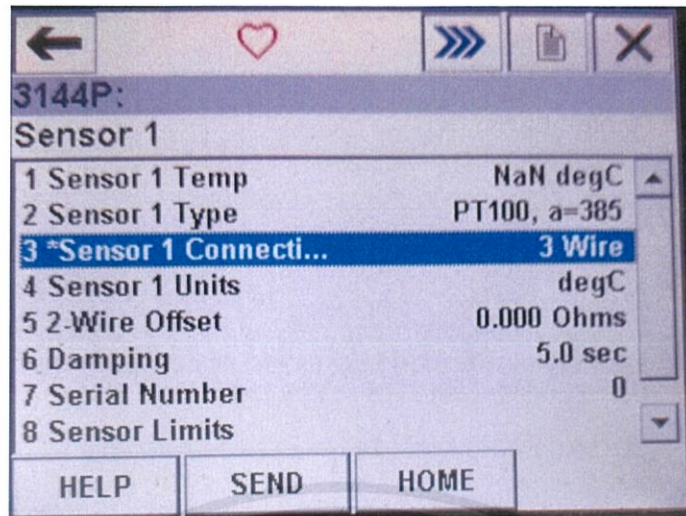 3144P:
Sensor 1
1 Sensor 1 Temp NaN degC
2 Sensor 1 Type PT100, a=385
3 *Sensor 1 Connecti... 3 Wire
4 Sensor 1 Units degC
5 2-Wire Offset 0.000 Ohms
6 Damping 5.0 sec
7 Serial Number 0
8 Sensor Limits
HELP SEND HOME